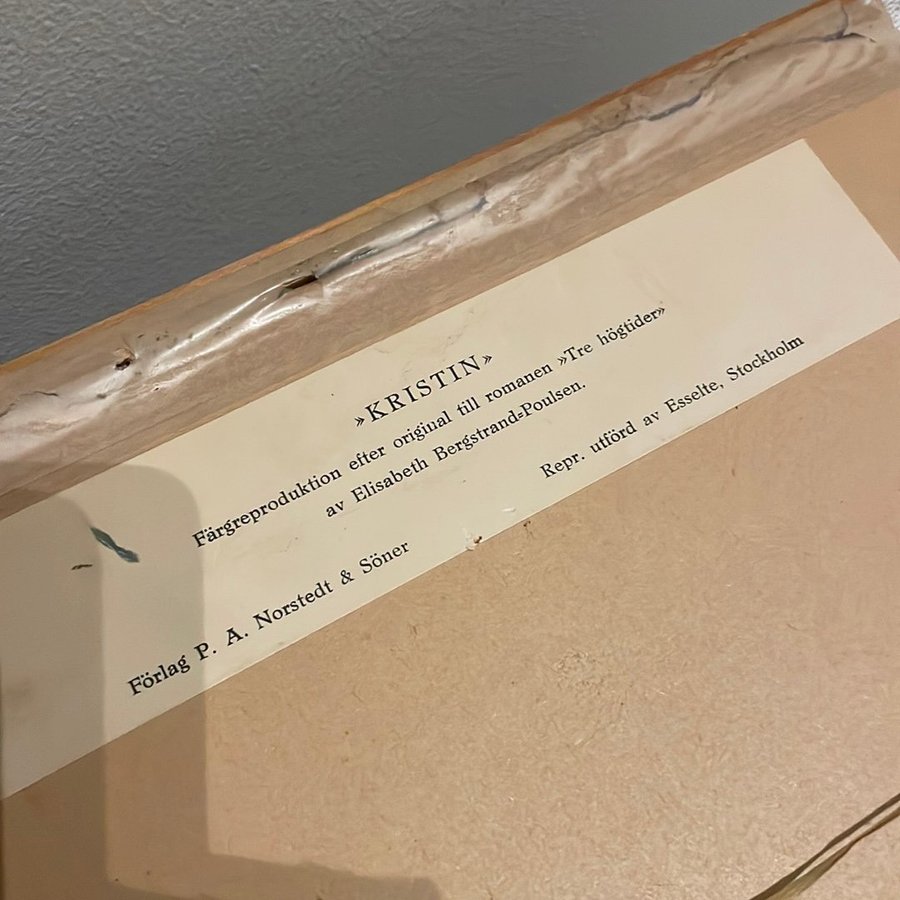 »KRISTIN»
Färgreproduktion efter original till romanen »Tre högtider»
av Elisabeth Bergstrand=Poulsen.
Repr. utförd av Esselte, Stockholm
Förlag P. A. Norstedt & Söner